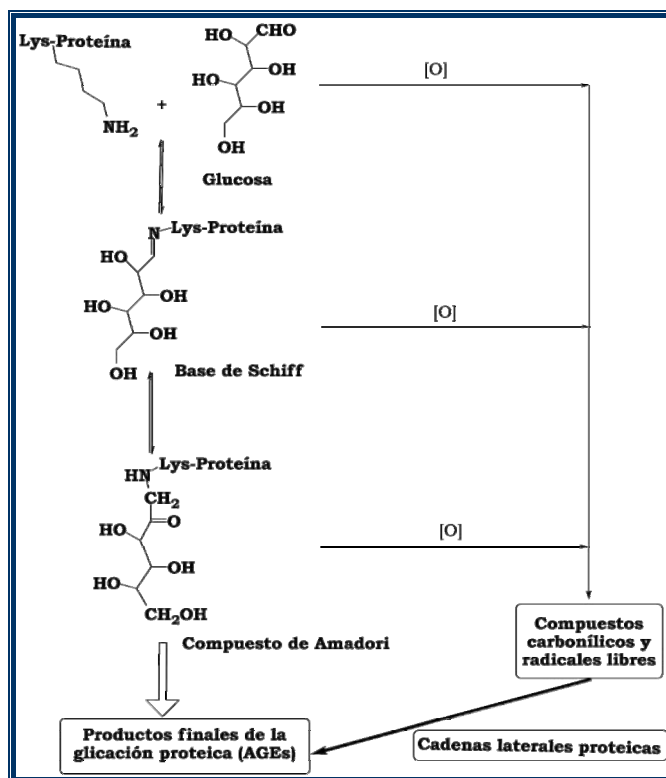 Lys-Proteína
HO
CHO
HO
OH
OH
+
NH2
OH
Glucosa
[O]
N
Lys-Proteína
HO
HO
OH
OH
OH
Base de Schiff
[O]
Lys-Proteína
HN
CH2
O
HO
OH
HO
CH2OH
Compuesto de Amadori
[O]
Compuestos
carbonílicos y
radicales libres
Productos finales de la
glicación proteica (AGEs)
Cadenas laterales proteicas